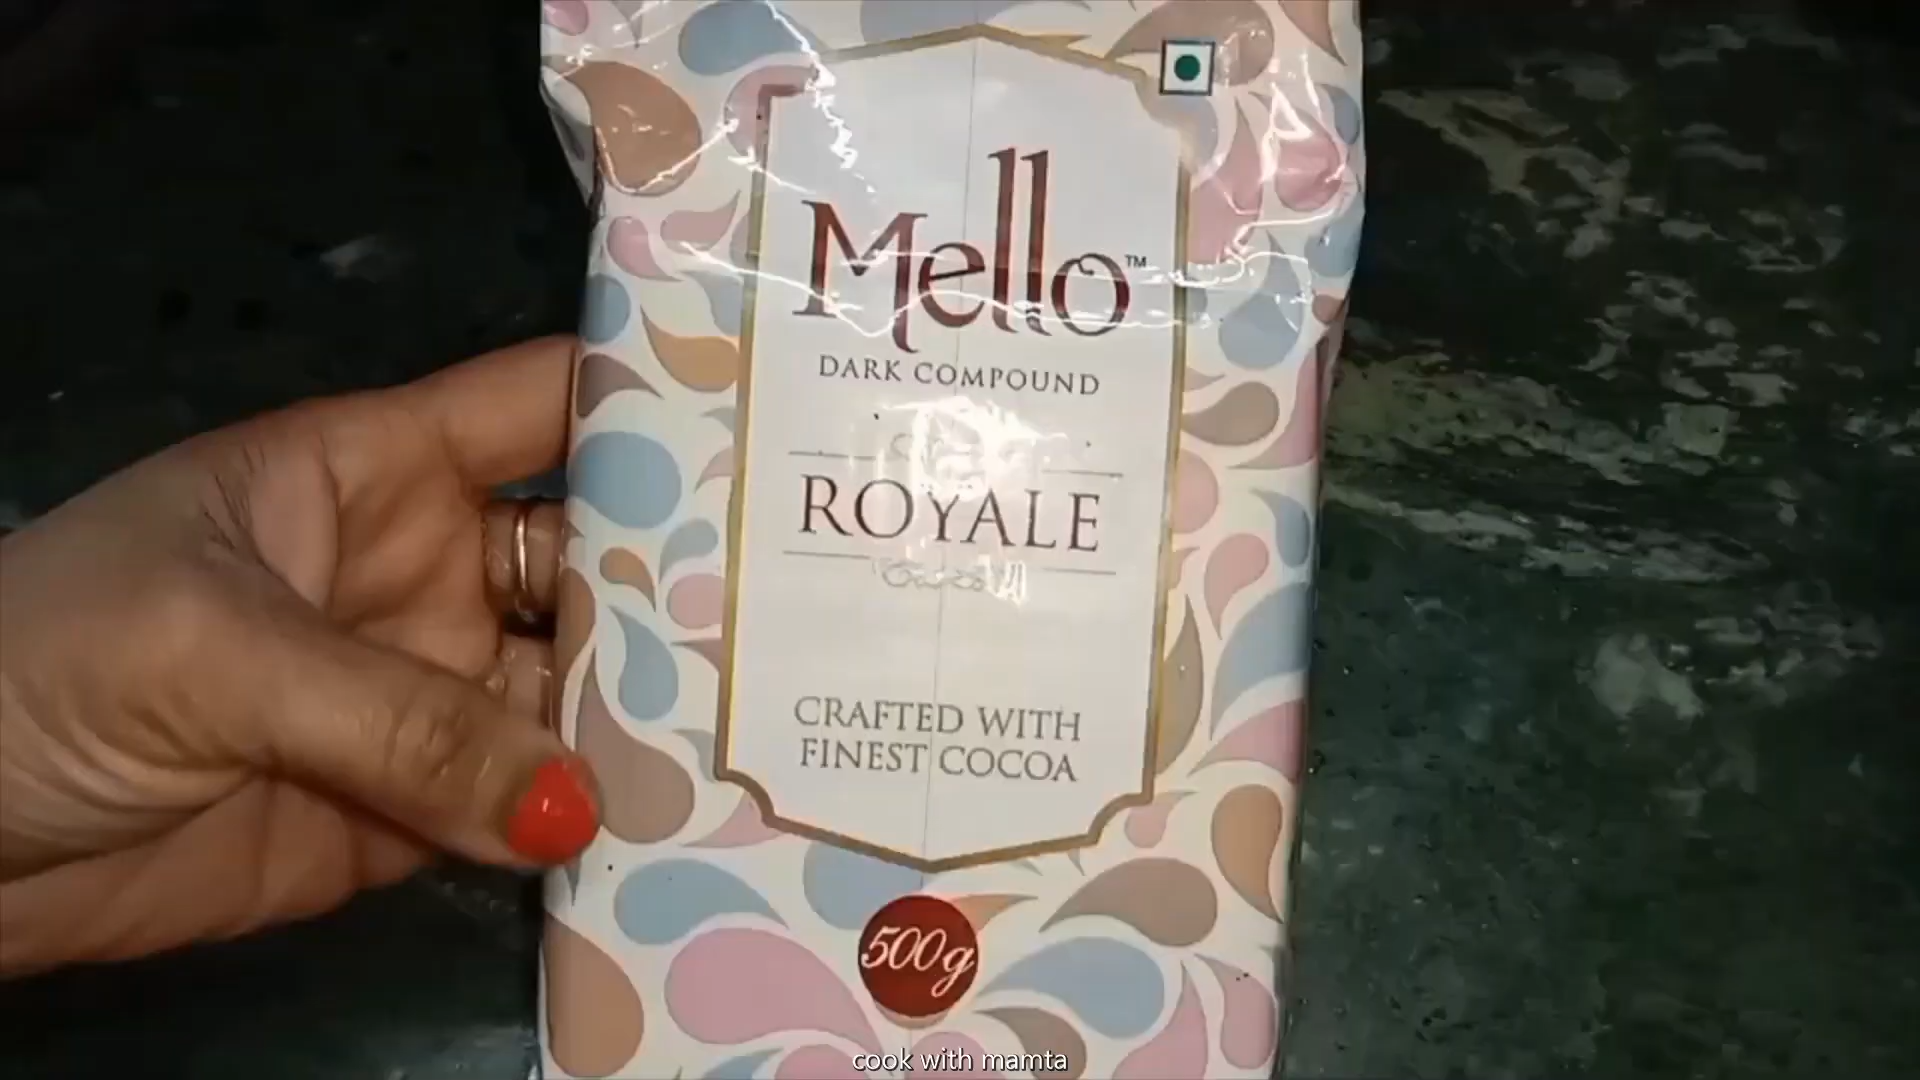 Mello™
DARK COMPOUND
ROYALE
CRAFTED WITH
FINEST COCOA
500g
cook with mamta